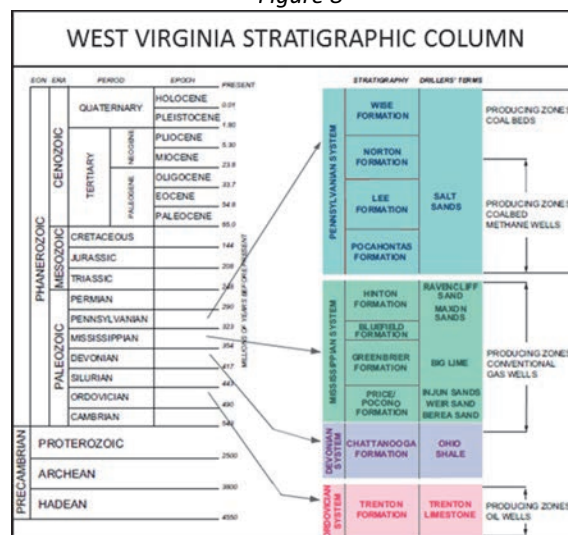 Figure 8
WEST VIRGINIA STRATIGRAPHIC COLUMN
EON ERA PERIOD EPOCH PRESENT
QUATERNARY
HOLOCENE
0.01
PLEISTOCENE
CENOZOIC
TERTIARY
NEOGENE
PLIOCENE
5.30
MIOCENE
23.8
PALEOGENE
OLIGOCENE
33.7
EOCENE
54.8
PALEOCENE
65.0
PHANEROZOIC
MESOZOIC
CRETACEOUS
144
JURASSIC
206
TRIASSIC
248
PALEOZOIC
PERMIAN
290
PENNSYLVANIAN
323
MISSISSIPPIAN
354
DEVONIAN
417
SILURIAN
443
ORDOVICIAN
490
CAMBRIAN
543
PRECAMBRIAN
PROTEROZOIC
2500
ARCHEAN
3800
HADEAN
4550
MILLIONS OF YEARS BEFORE PRESENT
STRATIGRAPHY DRILLERS' TERMS
PENNSYLVANIAN SYSTEM
WISE
FORMATION
NORTON
FORMATION
LEE
FORMATION
POCAHONTAS
FORMATION
SALT
SANDS
PRODUCING ZONES
COAL BEDS
PRODUCING ZONES
COALBED
METHANE WELLS
MISSISSIPPIAN SYSTEM
HINTON
FORMATION
BLUEFIELD
FORMATION
GREENBRIER
FORMATION
PRICE/
POCONO
FORMATION
RAVENCLIFF
SAND
MAXON
SANDS
BIG LIME
INJUN SANDS
WEIR SAND
BEREA SAND
PRODUCING ZONES
CONVENTIONAL
GAS WELLS
DEVONIAN
SYSTEM
CHATTANOOGA
FORMATION
OHIO
SHALE
ORDOVICIAN
SYSTEM
TRENTON
FORMATION
TRENTON
LIMESTONE
PRODUCING ZONES
OIL WELLS